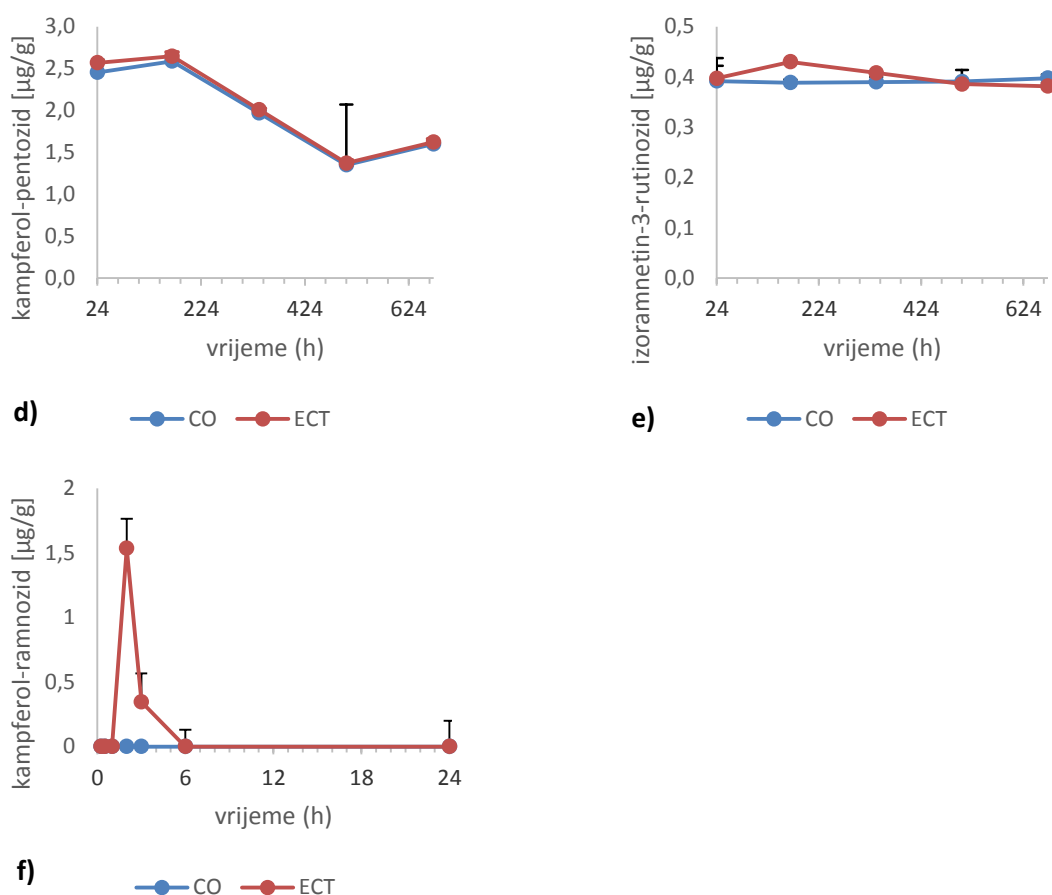 kampferol-pentozid [µg/g]
3,0
2,5
2,0
1,5
1,0
0,5
0,0
24 224 424 624
vrijeme (h)
d)
CO ECT
izoramnetin-3-rutinozid [µg/g]
0,5
0,4
0,3
0,2
0,1
0,0
24 224 424 624
vrijeme (h)
e)
CO ECT
kampferol-ramnozid [µg/g]
2
1,5
1
0,5
0
0 6 12 18 24
vrijeme (h)
f)
CO ECT